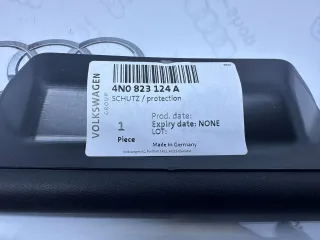 VOLKSWAGEN
GROUP
4N0 823 124 A
SCHUTZ / protection
Prod. date:
1 Expiry date: NONE
LOT:
Piece
Made in Germany